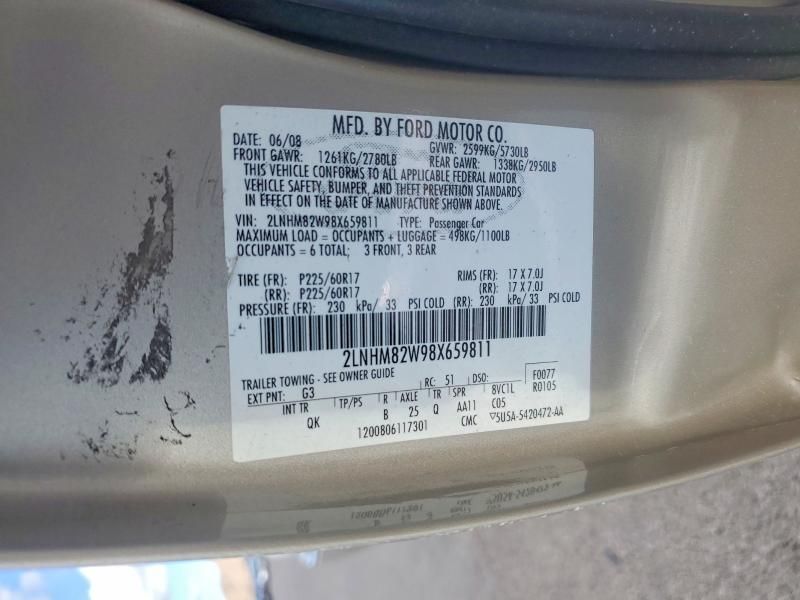 MFD. BY FORD MOTOR CO.
DATE: 06/08 GVWR: 2599KG/5730LB
FRONT GAWR: 1261KG/2780LB REAR GAWR: 1338KG/2950LB
THIS VEHICLE CONFORMS TO ALL APPLICABLE FEDERAL MOTOR
VEHICLE SAFETY, BUMPER, AND THEFT PREVENTION STANDARDS
IN EFFECT ON THE DATE OF MANUFACTURE SHOWN ABOVE.
VIN: 2LNHM82W98X659811 TYPE: Passenger Car
MAXIMUM LOAD = OCCUPANTS + LUGGAGE = 498KG/1100LB
OCCUPANTS = 6 TOTAL: 3 FRONT, 3 REAR
TIRE (FR): P225/60R17 RIMS (FR): 17 X 7.0J
(RR): P225/60R17 (RR): 17 X 7.0J
PRESSURE (FR): 230 kPa/ 33 PSI COLD (RR): 230 kPa/ 33 PSI COLD
2LNHM82W98X659811
TRAILER TOWING - SEE OWNER GUIDE
EXT PNT: G3 RC: 51 DSO: F0077
INT TR TP/PS R AXLE TR SPR 8VC1L R0105
QK B 25 Q AA11 C05
1200806117301 CMC ▽5U5A-5420472-AA